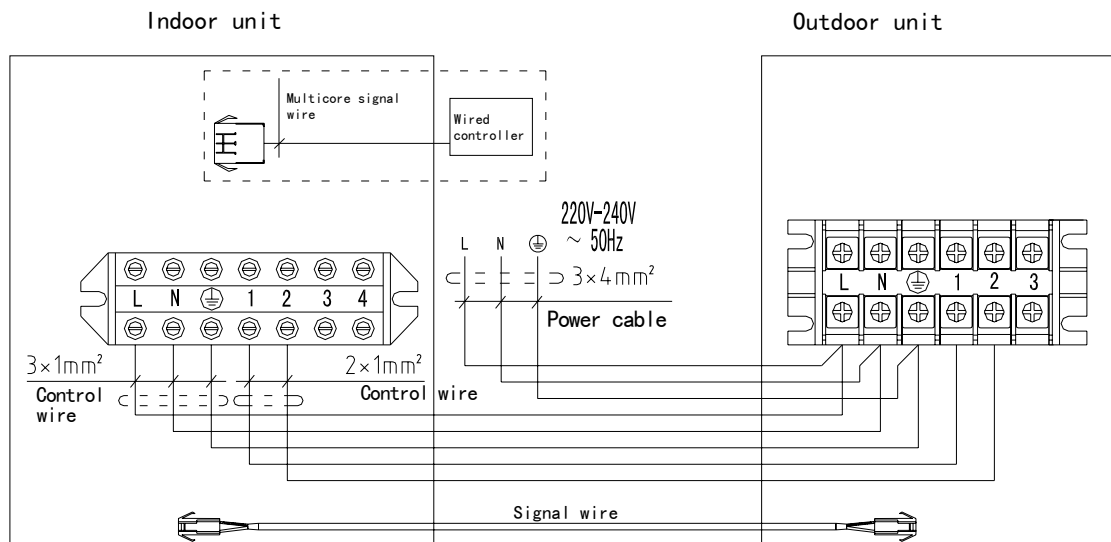 Indoor unit
Outdoor unit
Multicore signal
wire
Wired
controller
220V-240V
~ 50Hz
L N
3×4mm²
Power cable
L N 1 2 3 4
L N 1 2 3
3×1mm²
Control
wire
2×1mm²
Control wire
Signal wire